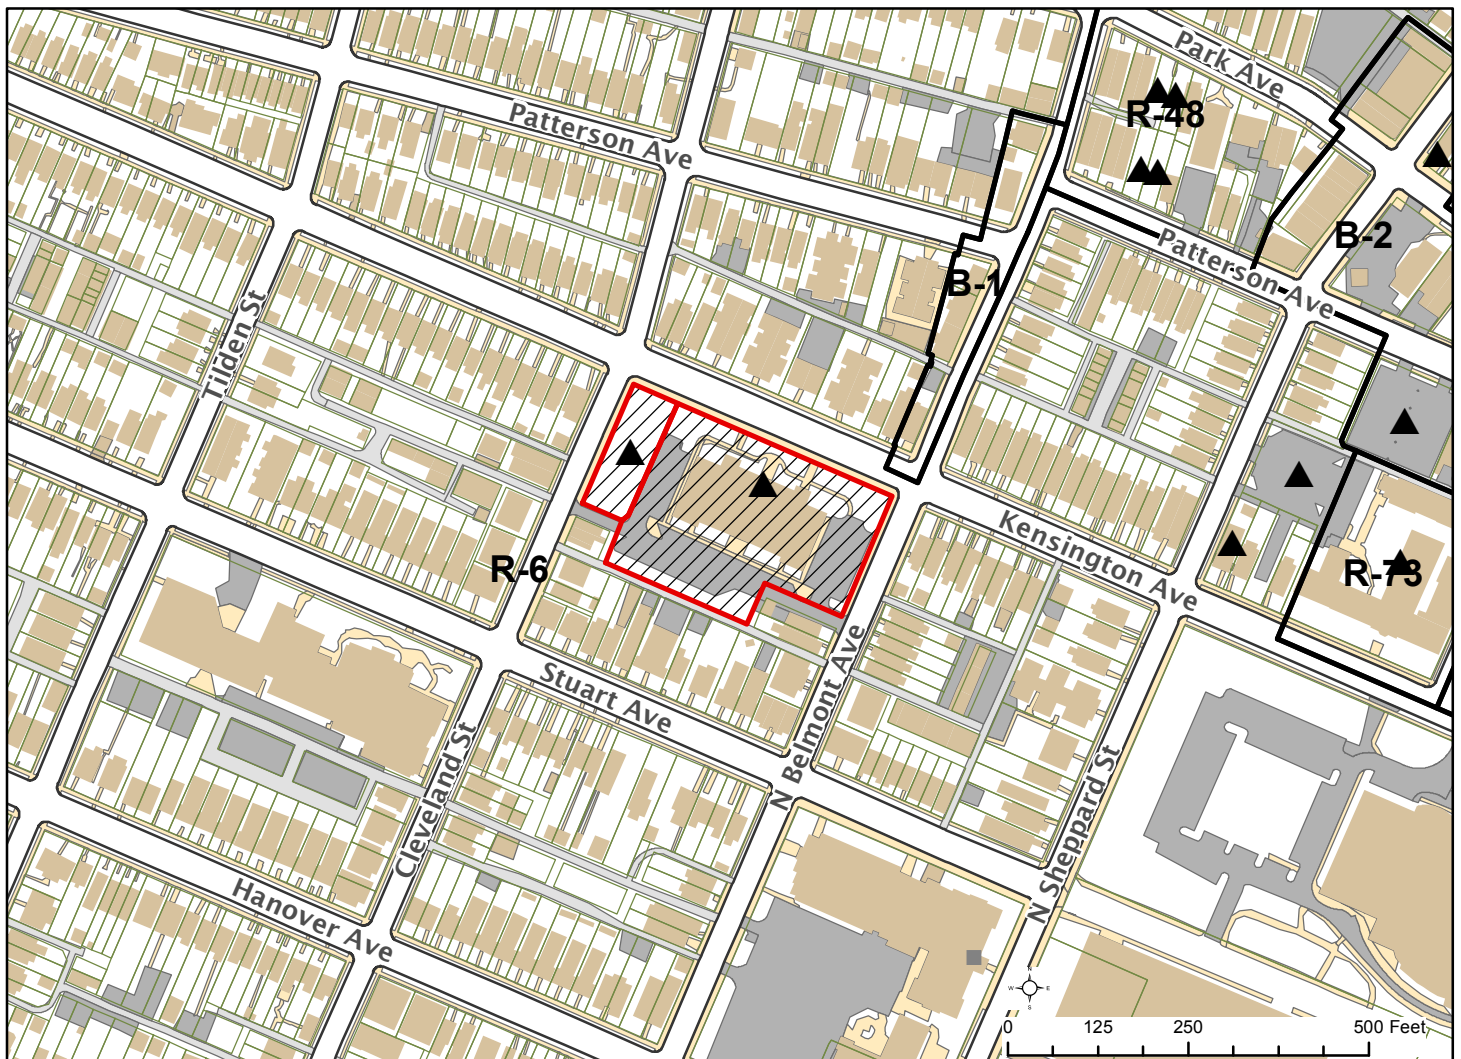 Park Ave
R-48
Patterson Ave
B-2
Patterson Ave
B-1
Tilden St
Kensington Ave
R-6
R-73
Stuart Ave
N Belmont Ave
Cleveland St
N Sheppard St
Hanover Ave
N
W E
S
0 125 250 500 Feet